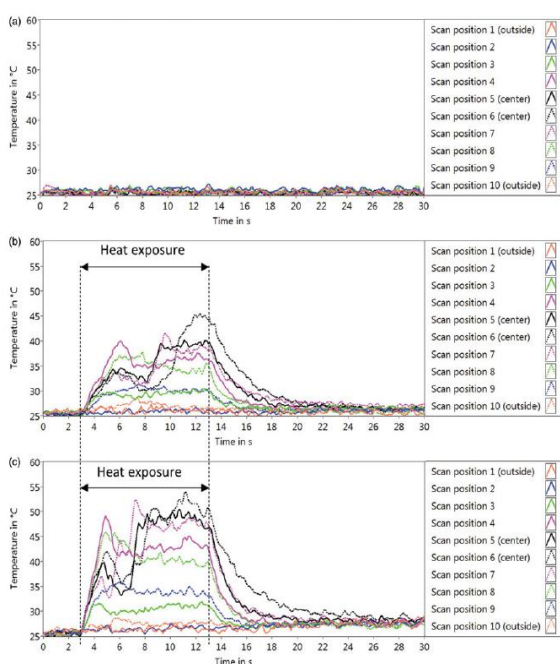 (a)
60
55
50
45
40
35
30
25
0 2 4 6 8 10 12 14 16 18 20 22 24 26 28 30
Temperature in °C
Time in s
Scan position 1 (outside)
Scan position 2
Scan position 3
Scan position 4
Scan position 5 (center)
Scan position 6 (center)
Scan position 7
Scan position 8
Scan position 9
Scan position 10 (outside)
(b)
Heat exposure
60
55
50
45
40
35
30
25
0 2 4 6 8 10 12 14 16 18 20 22 24 26 28 30
Temperature in °C
Time in s
Scan position 1 (outside)
Scan position 2
Scan position 3
Scan position 4
Scan position 5 (center)
Scan position 6 (center)
Scan position 7
Scan position 8
Scan position 9
Scan position 10 (outside)
(c)
Heat exposure
60
55
50
45
40
35
30
25
0 2 4 6 8 10 12 14 16 18 20 22 24 26 28 30
Temperature in °C
Time in s
Scan position 1 (outside)
Scan position 2
Scan position 3
Scan position 4
Scan position 5 (center)
Scan position 6 (center)
Scan position 7
Scan position 8
Scan position 9
Scan position 10 (outside)